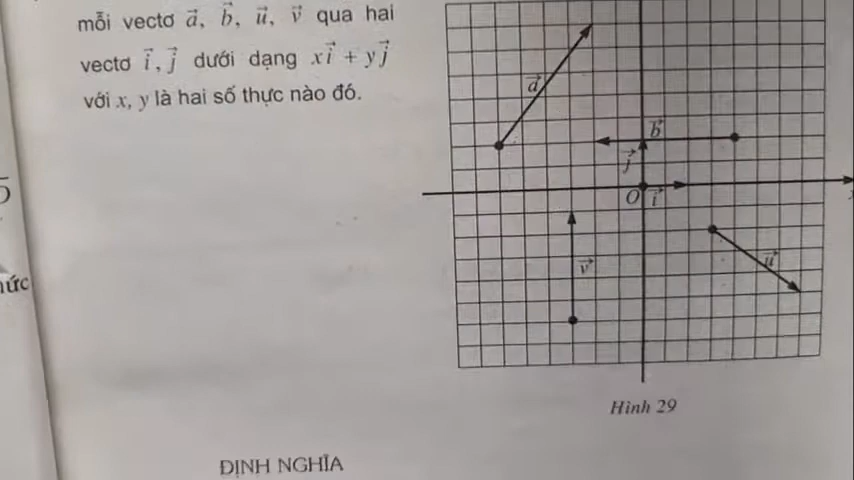 mỗi vectơ a⃗, b⃗, u⃗, v⃗ qua hai
vectơ i⃗, j⃗ dưới dạng xi⃗ + yj⃗
với x, y là hai số thực nào đó.
a⃗
b⃗
j⃗
O
i⃗
u⃗
v⃗
ức
Hình 29
ĐỊNH NGHĨA